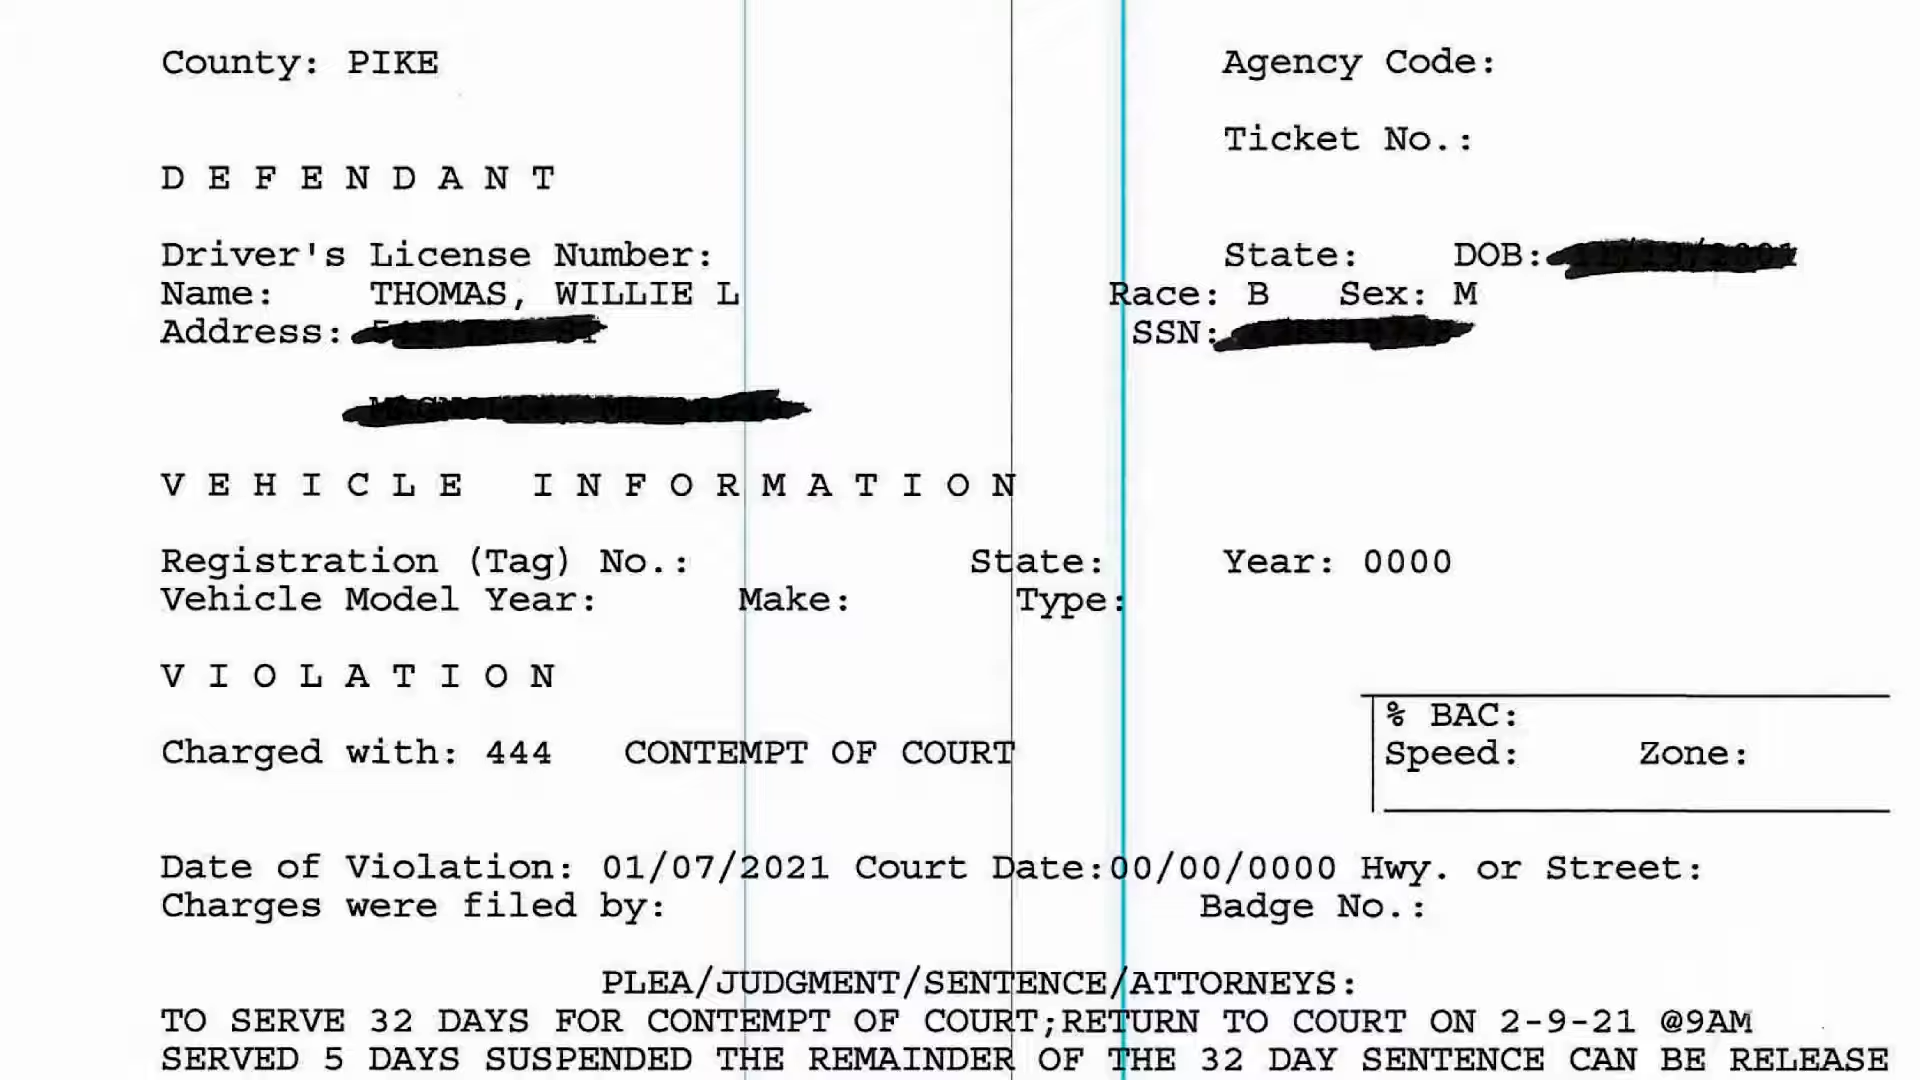 County: PIKE Agency Code:
Ticket No.:
D E F E N D A N T
Driver's License Number: State: DOB:
Name: THOMAS, WILLIE L Race: B Sex: M
Address: SSN:
V E H I C L E I N F O R M A T I O N
Registration (Tag) No.: State: Year: 0000
Vehicle Model Year: Make: Type:
V I O L A T I O N
% BAC:
Charged with: 444 CONTEMPT OF COURT Speed: Zone:
Date of Violation: 01/07/2021 Court Date:00/00/0000 Hwy. or Street:
Charges were filed by: Badge No.:
PLEA/JUDGMENT/SENTENCE/ATTORNEYS:
TO SERVE 32 DAYS FOR CONTEMPT OF COURT;RETURN TO COURT ON 2-9-21 @9AM
SERVED 5 DAYS SUSPENDED THE REMAINDER OF THE 32 DAY SENTENCE CAN BE RELEASE